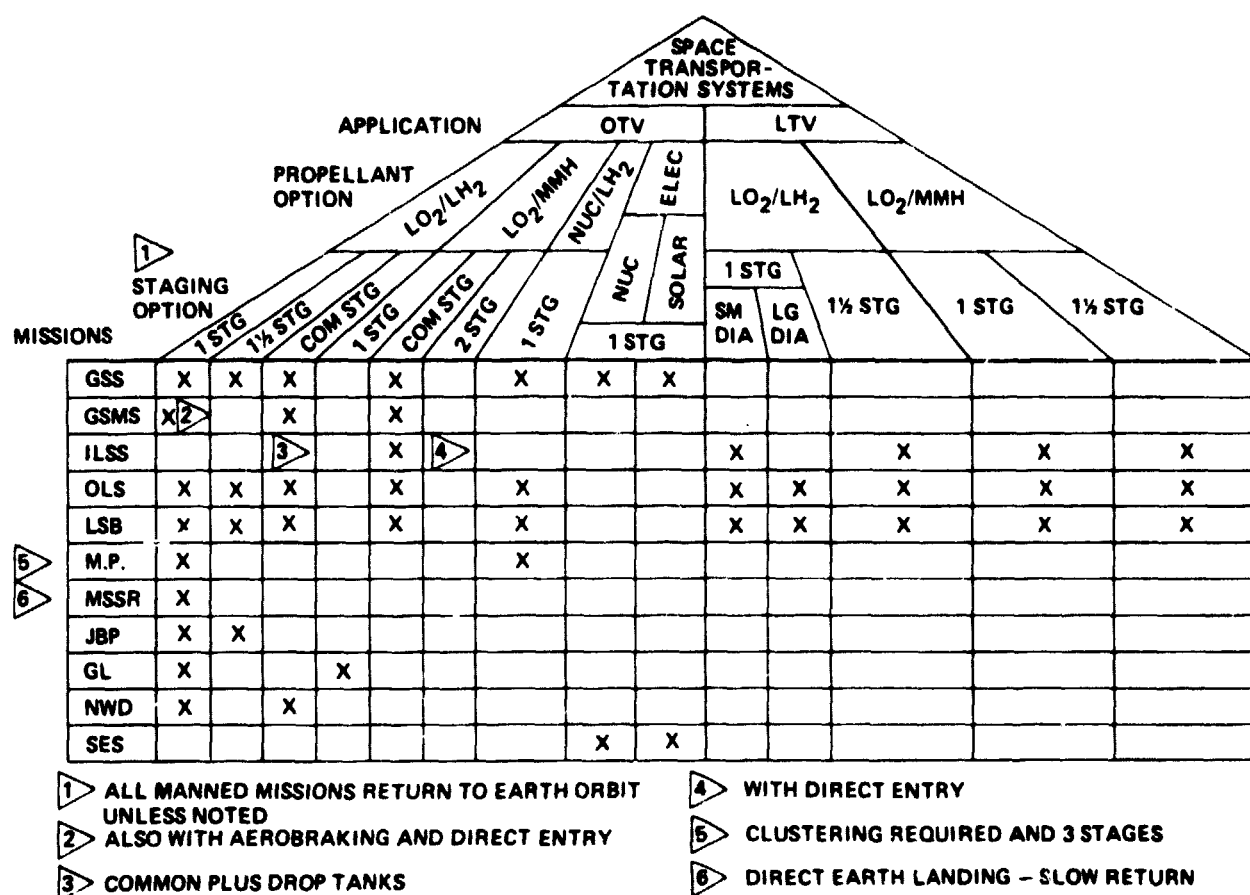 SPACE
TRANSPOR-
TATION SYSTEMS
APPLICATION OTV LTV
PROPELLANT
OPTION
LO2/LH2 LO2/MMH NUC/LH2 ELEC LO2/LH2 LO2/MMH
NUC SOLAR
1
STAGING
OPTION
1 STG 1½ STG COM STG 1 STG COM STG 2 STG 1 STG 1 STG 1 STG SM DIA LG DIA 1½ STG 1 STG 1½ STG
MISSIONS
GSS X X X X X X X
GSMS X 2 X X
ILSS 3 X 4 X X X X
OLS X X X X X X X X X X
LSB X X X X X X X X X X
5 M.P. X X
6 MSSR X
JBP X X
GL X X
NWD X X
SES X X
1 ALL MANNED MISSIONS RETURN TO EARTH ORBIT
UNLESS NOTED
2 ALSO WITH AEROBRAKING AND DIRECT ENTRY
3 COMMON PLUS DROP TANKS
4 WITH DIRECT ENTRY
5 CLUSTERING REQUIRED AND 3 STAGES
6 DIRECT EARTH LANDING – SLOW RETURN